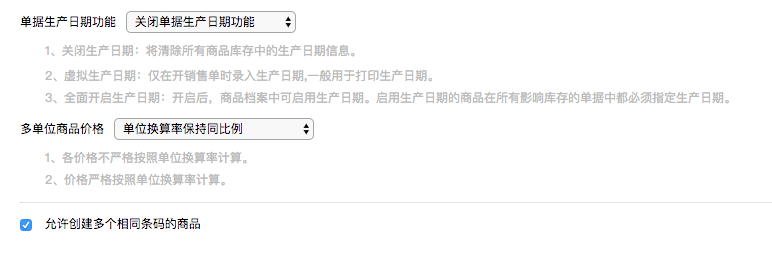 单据生产日期功能 关闭单据生产日期功能
1、关闭生产日期：将清除所有商品库存中的生产日期信息。
2、虚拟生产日期：仅在开销售单时录入生产日期,一般用于打印生产日期。
3、全面开启生产日期：开启后，商品档案中可启用生产日期。启用生产日期的商品在所有影响库存的单据中都必须指定生产日期。
多单位商品价格 单位换算率保持同比例
1、各价格不严格按照单位换算率计算。
2、价格严格按照单位换算率计算。
允许创建多个相同条码的商品